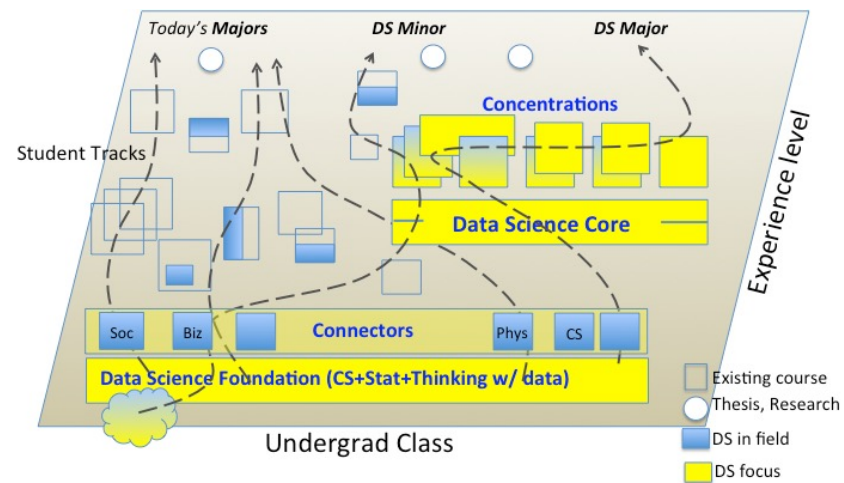 Today's Majors
DS Minor
DS Major
Concentrations
Student Tracks
Experience level
Data Science Core
Soc
Biz
Connectors
Phys
CS
Data Science Foundation (CS+Stat+Thinking w/ data)
Undergrad Class
Existing course
Thesis, Research
DS in field
DS focus